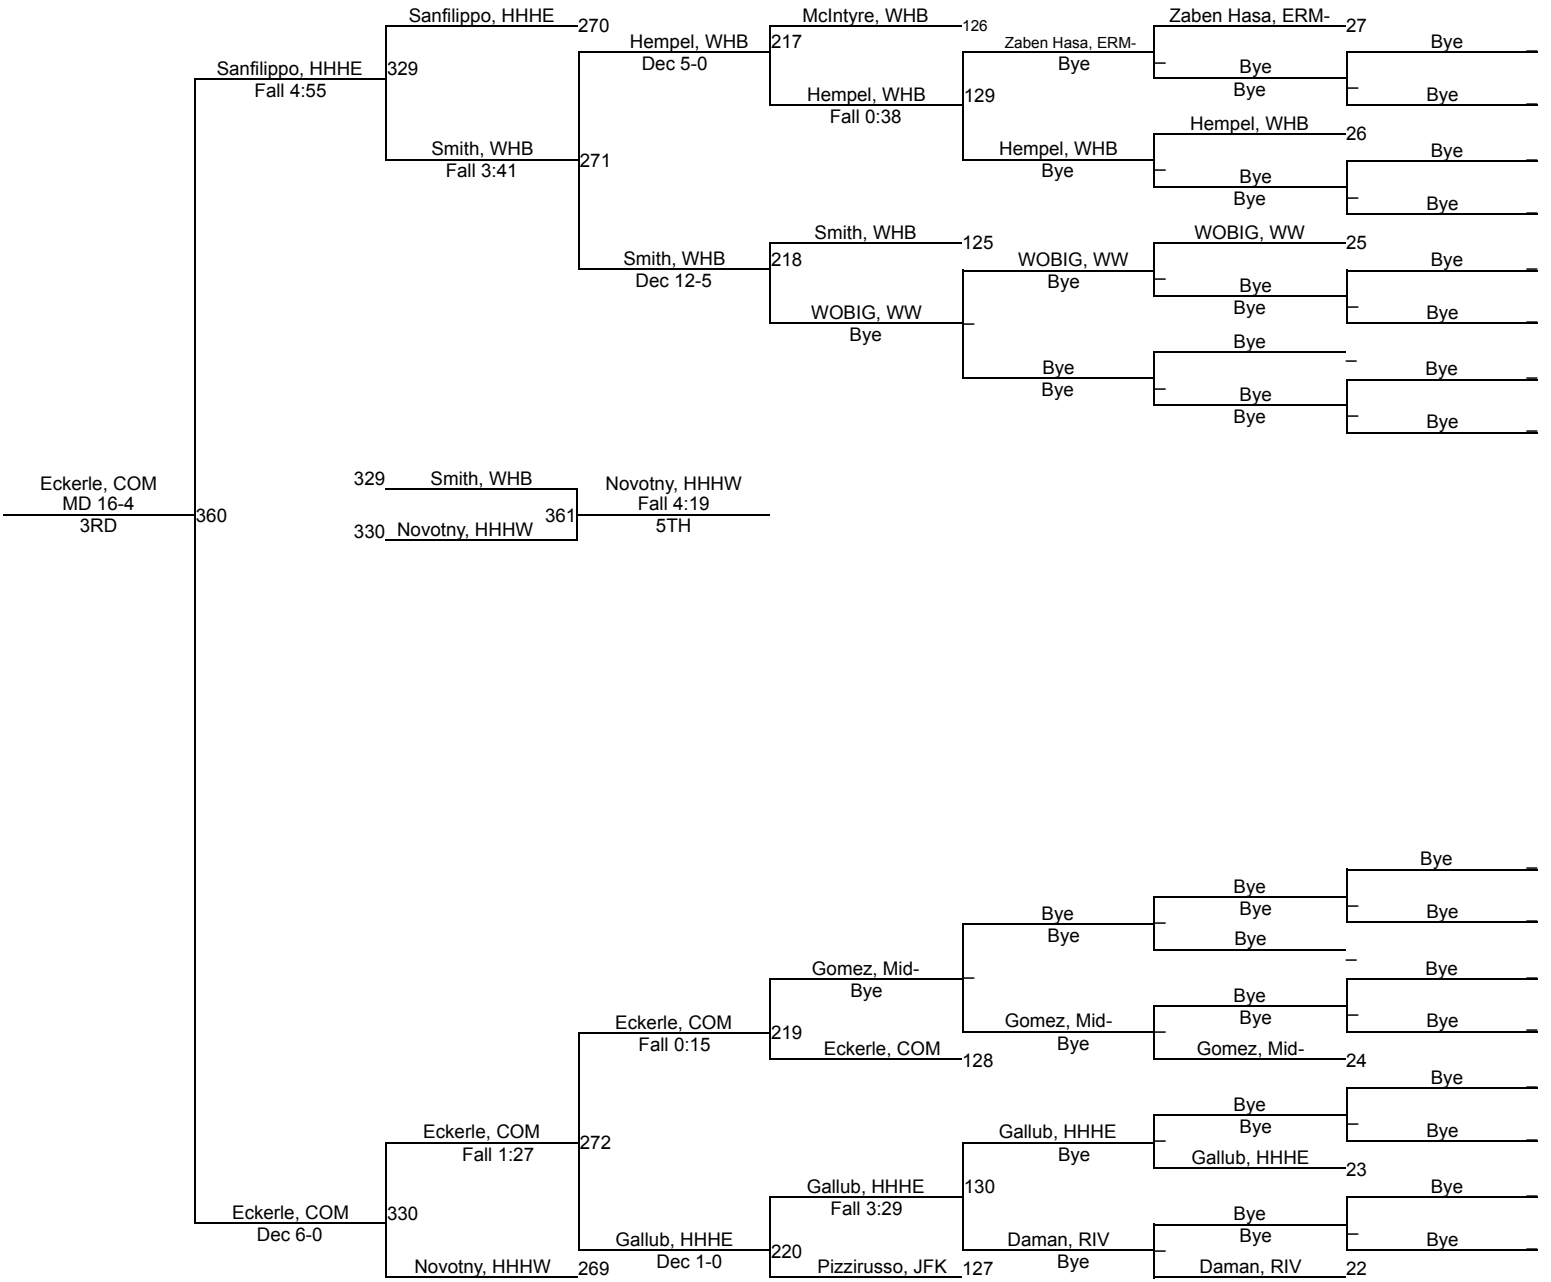 Sanfilippo, HHHE
270
McIntyre, WHB
126
Zaben Hasa, ERM-
27
Hempel, WHB
Dec 5-0
217
Zaben Hasa, ERM-
Bye
Bye
Bye
Bye
Bye
Sanfilippo, HHHE
Fall 4:55
329
Hempel, WHB
Fall 0:38
129
Hempel, WHB
26
Smith, WHB
Fall 3:41
271
Hempel, WHB
Bye
Bye
Bye
Bye
Bye
Smith, WHB
125
WOBIG, WW
25
Smith, WHB
Dec 12-5
218
WOBIG, WW
Bye
Bye
Bye
Bye
Bye
WOBIG, WW
Bye
Bye
Bye
Bye
Bye
Bye
Bye
Bye
Eckerle, COM
MD 16-4
3RD
360
329
Smith, WHB
330
Novotny, HHHW
361
Novotny, HHHW
Fall 4:19
5TH
Bye
Bye
Bye
Bye
Bye
Bye
Bye
Gomez, Mid-
Bye
Bye
Bye
Bye
Bye
Eckerle, COM
Fall 0:15
219
Gomez, Mid-
Bye
Eckerle, COM
128
Gomez, Mid-
24
Bye
Bye
Bye
Bye
Eckerle, COM
Fall 1:27
272
Gallub, HHHE
Bye
Gallub, HHHE
23
Gallub, HHHE
Fall 3:29
130
Bye
Bye
Bye
Bye
Eckerle, COM
Dec 6-0
330
Gallub, HHHE
Dec 1-0
220
Daman, RIV
Bye
Novotny, HHHW
269
Pizzirusso, JFK
127
Daman, RIV
22